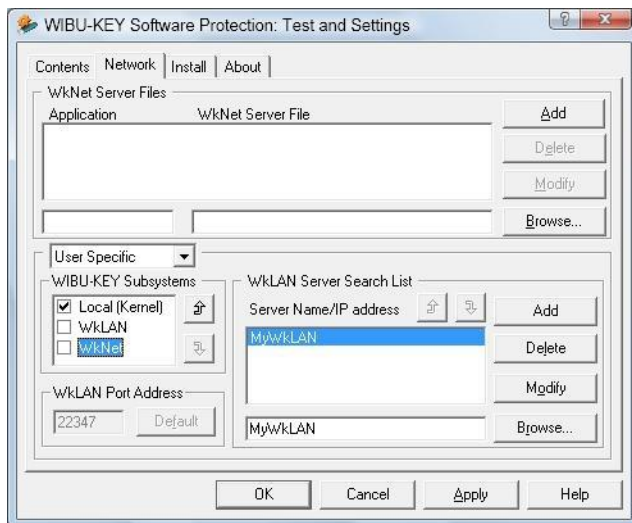 WIBU-KEY Software Protection: Test and Settings
Contents Network Install About
WkNet Server Files
Application WkNet Server File
Add
Delete
Modify
Browse...
User Specific
WIBU-KEY Subsystems
Local (Kernel)
WkLAN
WkNet
WkLAN Port Address
22347 Default
WkLAN Server Search List
Server Name/IP address
MyWkLAN
MyWkLAN
Add
Delete
Modify
Browse...
OK Cancel Apply Help